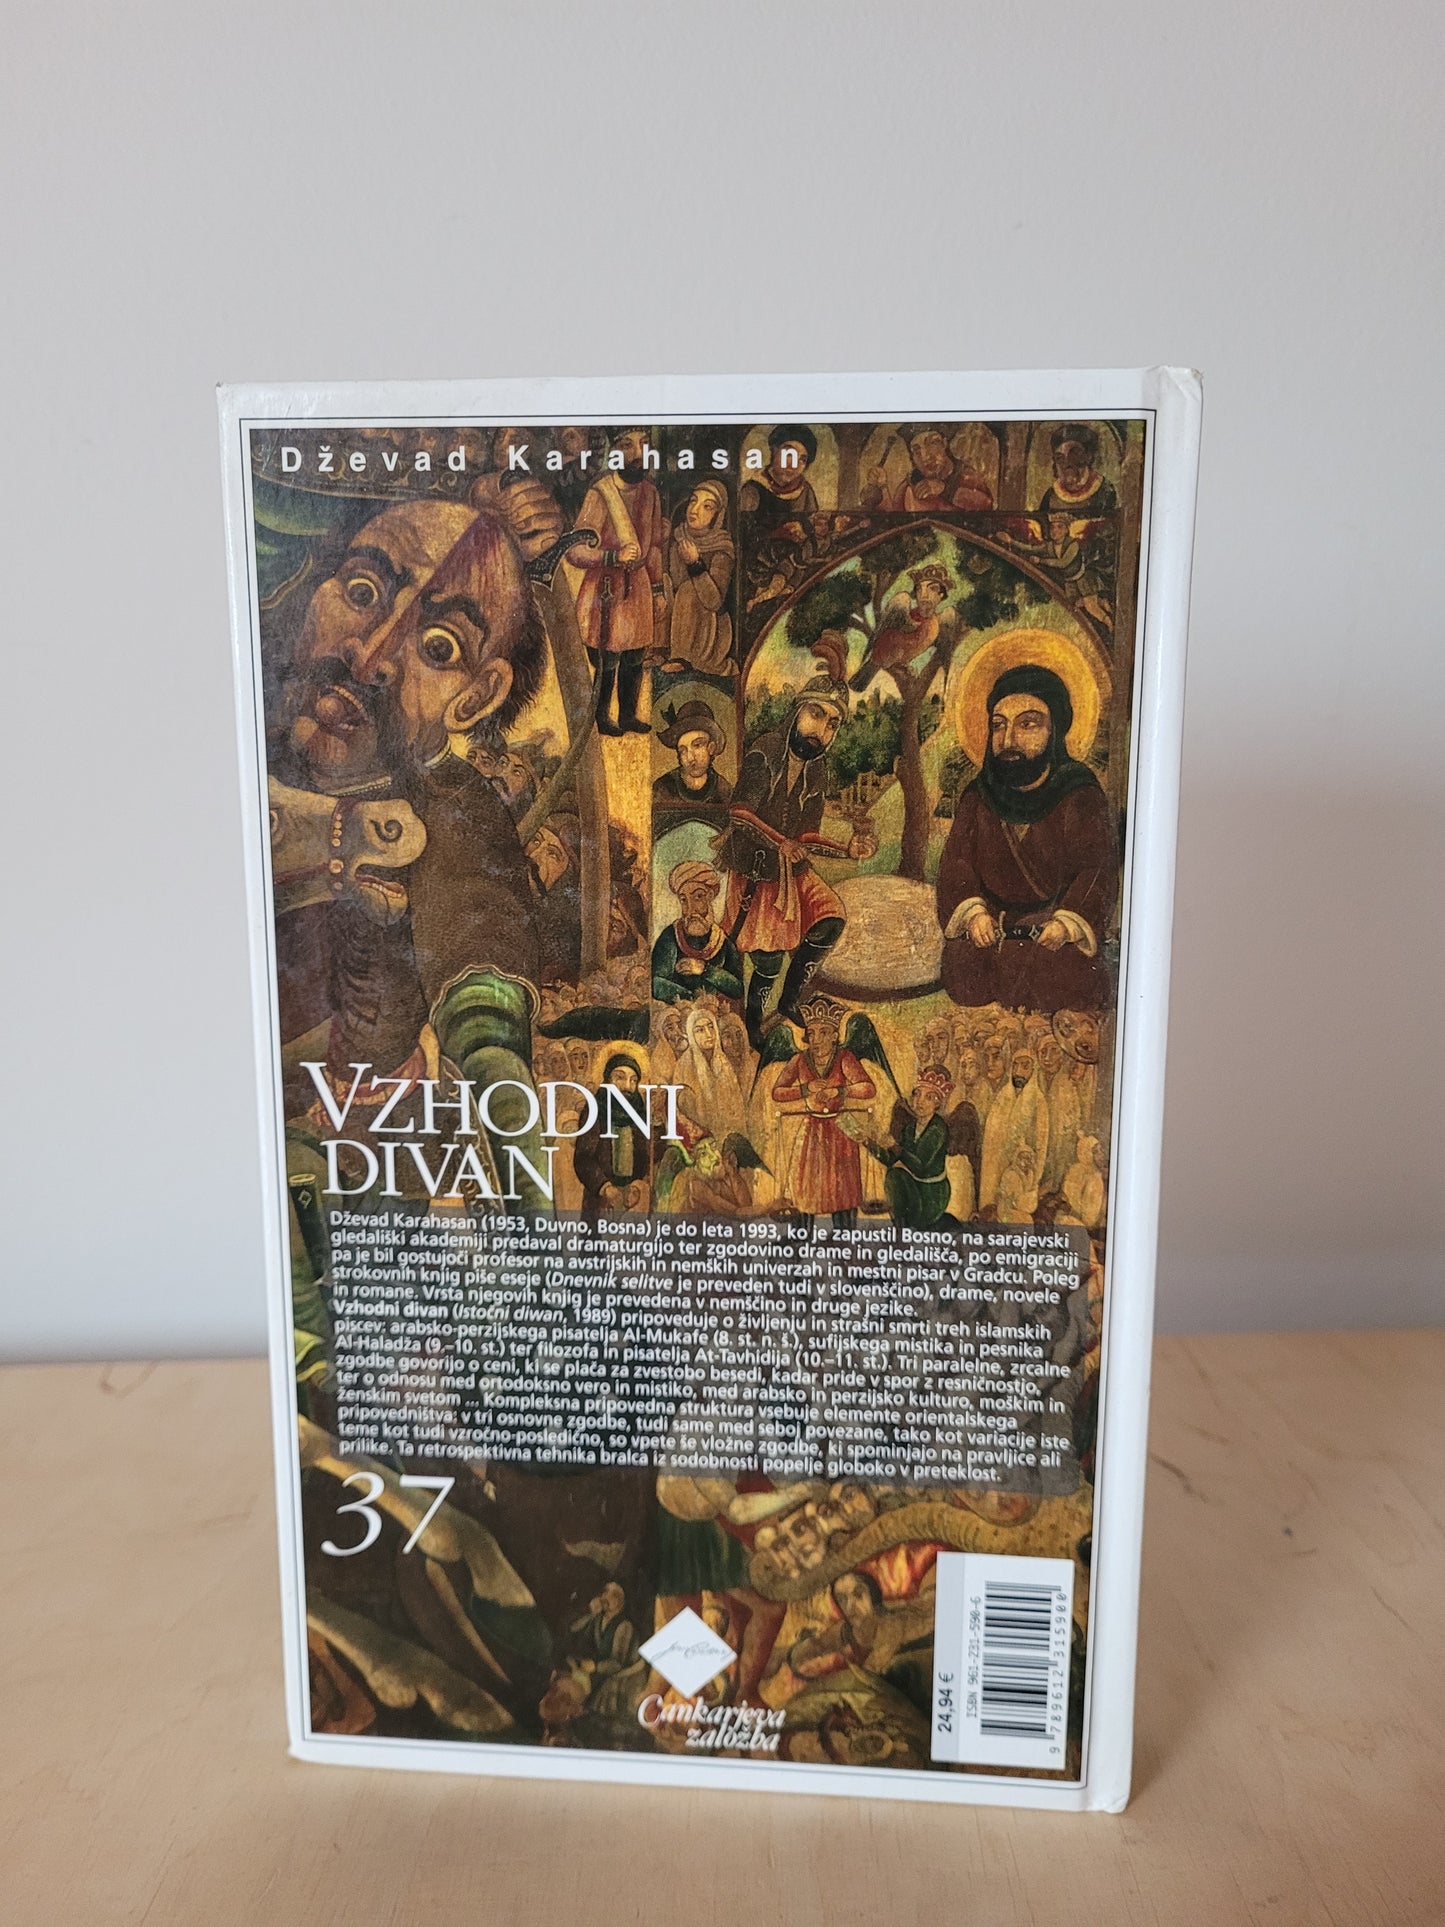 Dževad Karahasan
VZHODNI
DIVAN
Dževad Karahasan (1953, Duvno, Bosna) je do leta 1993, ko je zapustil Bosno, na sarajevski
gledališki akademiji predaval dramaturgijo ter zgodovino drame in gledališča, po emigraciji
pa je bil gostujoči profesor na avstrijskih in nemških univerzah in mestni pisar v Gradcu. Poleg
strokovnih knjig piše eseje (Dnevnik selitve je preveden tudi v slovenščino), drame, novele
in romane. Vrsta njegovih knjig je prevedena v nemščino in druge jezike.
Vzhodni divan (Istočni diwan, 1989) pripoveduje o življenju in strašni smrti treh islamskih
piscev, arabsko-perzijskega pisatelja Al-Mukafe (8. st. n. š.), sufijskega mistika in pesnika
Al-Haladža (9.–10. st.) ter filozofa in pisatelja At-Tavhidija (10.–11. st.). Tri paralelne, zrcalne
zgodbe govorijo o ceni, ki se plača za zvestobo besedi, kadar pride v spor z resničnostjo,
ter o odnosu med ortodoksno vero in mistiko, med arabsko in perzijsko kulturo, moškim in
ženskim svetom ... Kompleksna pripovedna struktura vsebuje elemente orientalskega
pripovedništva: v tri osnovne zgodbe, tudi same med seboj povezane, tako kot variacije iste
teme kot tudi vzročno-posledično, so vpete še vložne zgodbe, ki spominjajo na pravljice ali
prilike. Ta retrospektivna tehnika bralca iz sodobnosti popelje globoko v preteklost.
37
Cankarjeva
založba
24,94 €
ISBN 961-231-590-6
9 789612 315900